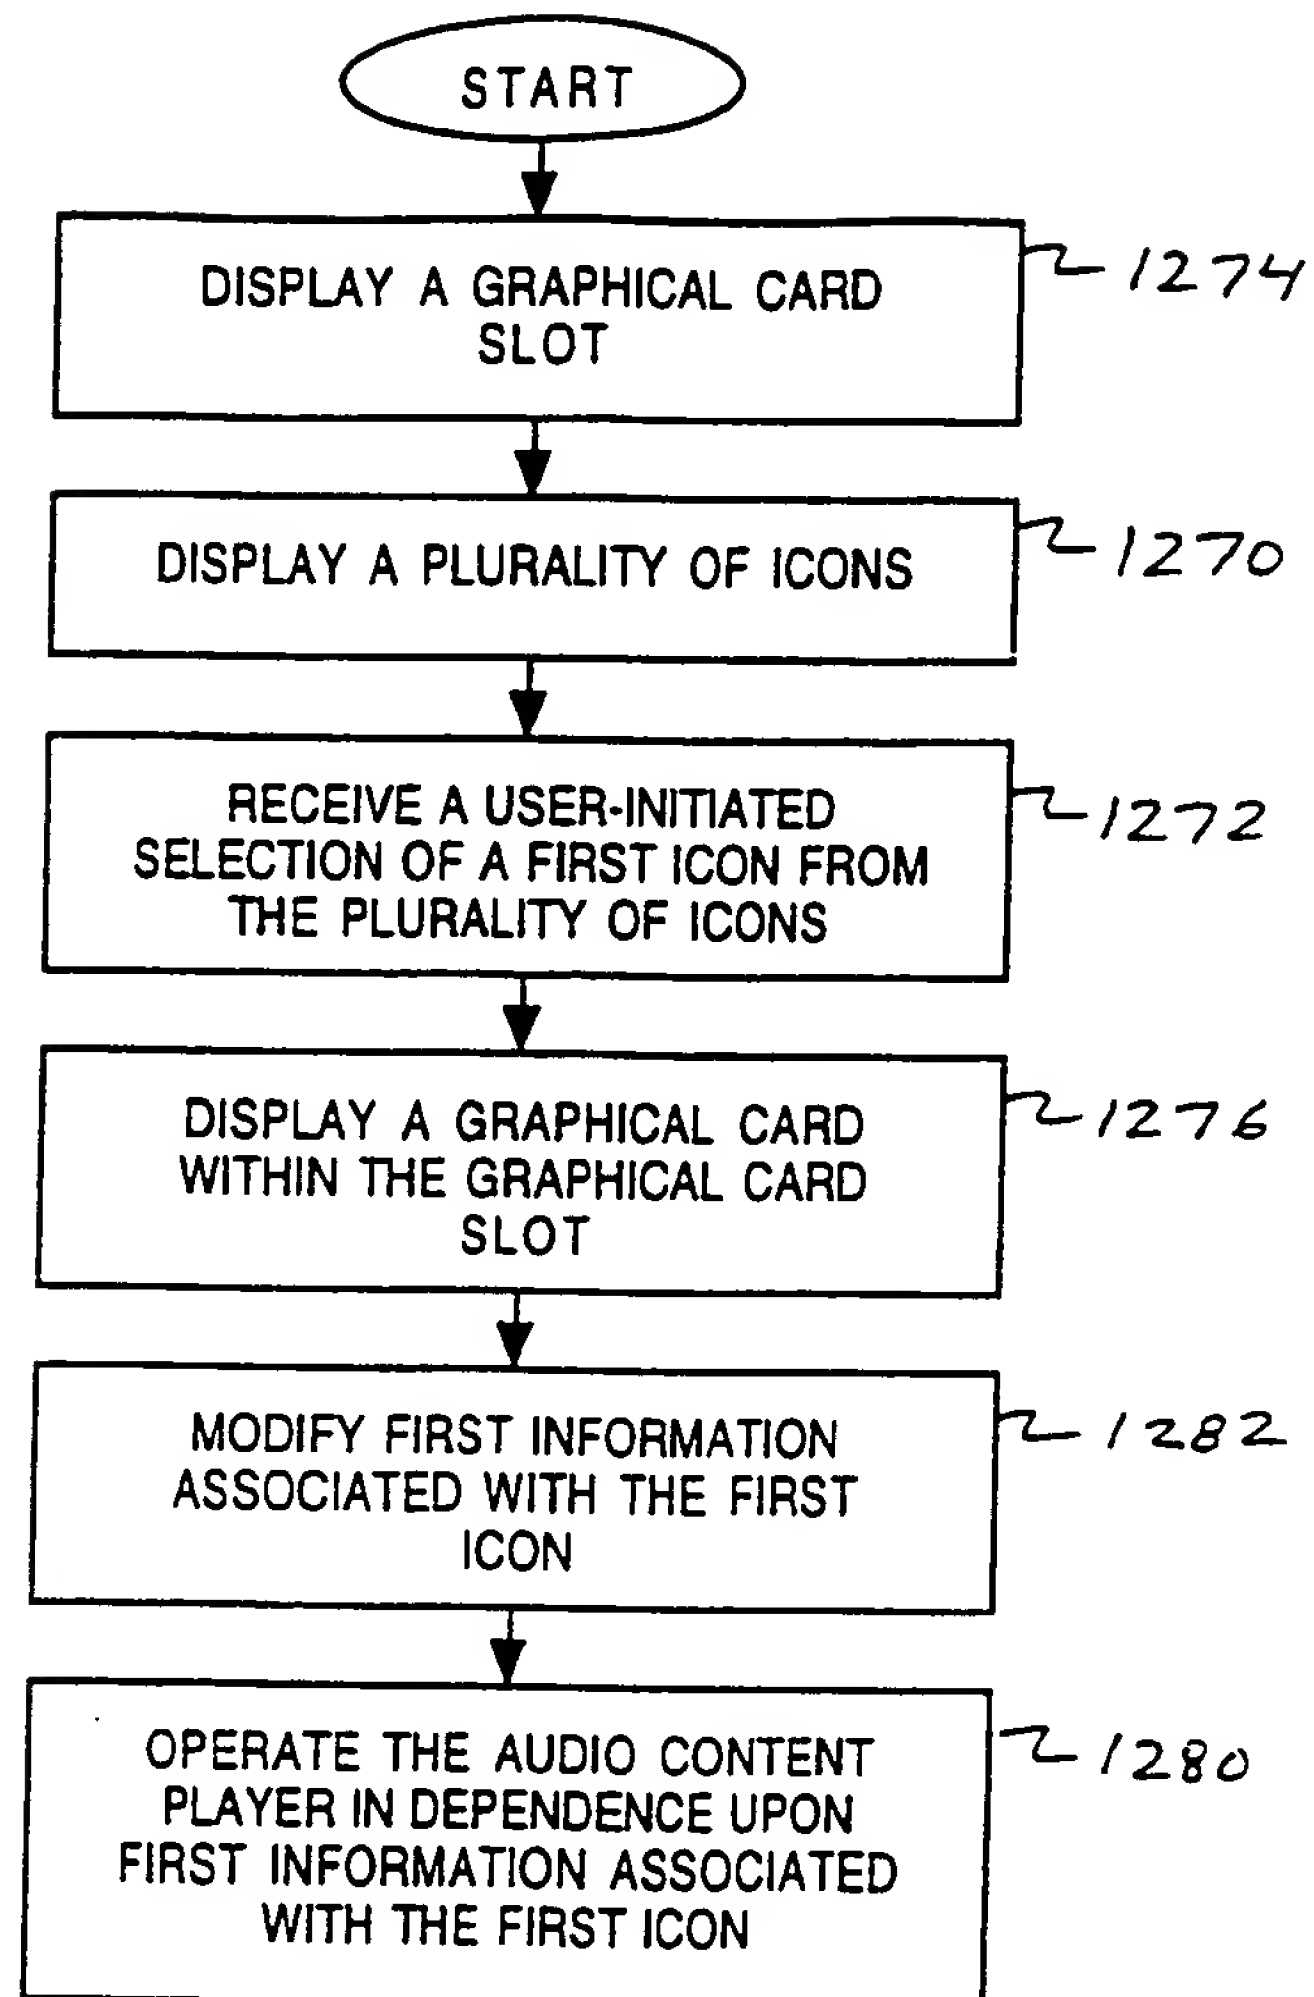 START
DISPLAY A GRAPHICAL CARD
SLOT
1274
DISPLAY A PLURALITY OF ICONS
1270
RECEIVE A USER-INITIATED
SELECTION OF A FIRST ICON FROM
THE PLURALITY OF ICONS
1272
DISPLAY A GRAPHICAL CARD
WITHIN THE GRAPHICAL CARD
SLOT
1276
MODIFY FIRST INFORMATION
ASSOCIATED WITH THE FIRST
ICON
1282
OPERATE THE AUDIO CONTENT
PLAYER IN DEPENDENCE UPON
FIRST INFORMATION ASSOCIATED
WITH THE FIRST ICON
1280